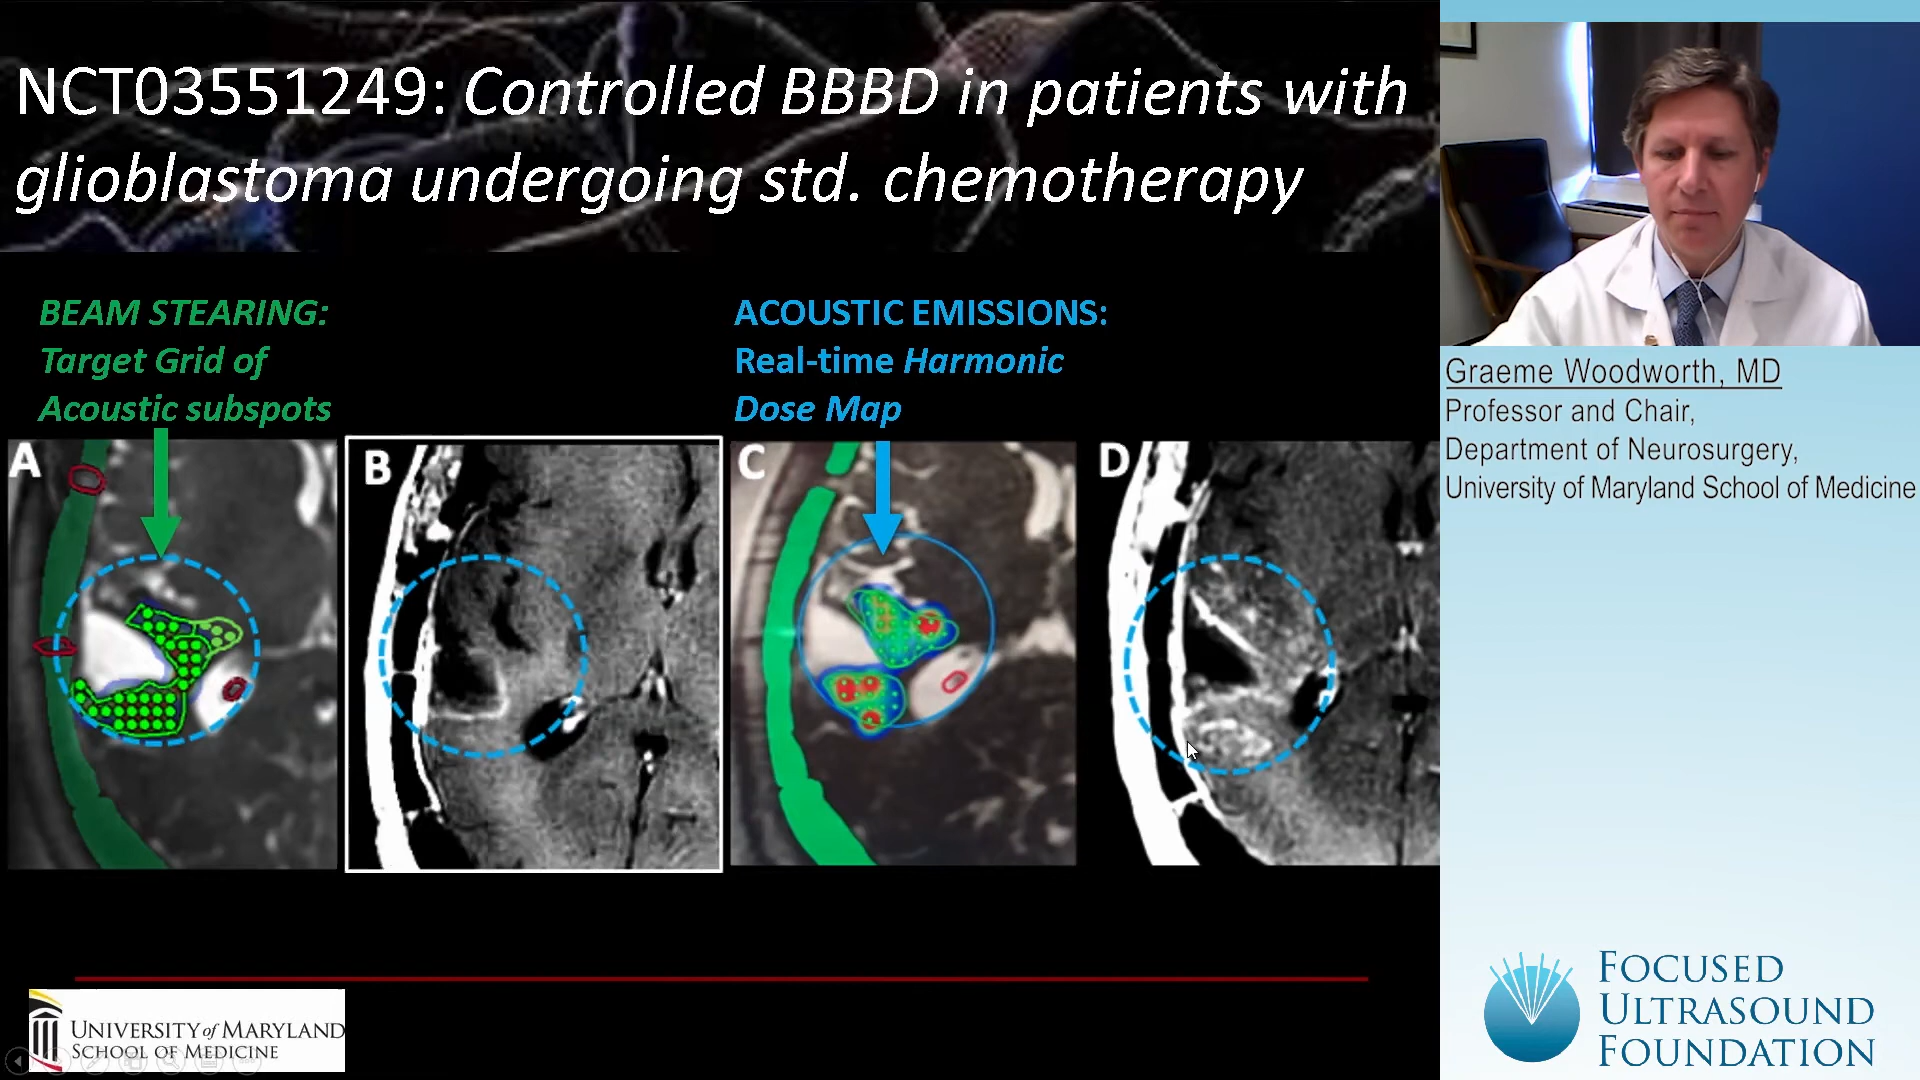 NCT03551249: Controlled BBBD in patients with
glioblastoma undergoing std. chemotherapy
BEAM STEARING:
Target Grid of
Acoustic subspots
ACOUSTIC EMISSIONS:
Real-time Harmonic
Dose Map
A
B
C
D
UNIVERSITY of MARYLAND
SCHOOL OF MEDICINE
Graeme Woodworth, MD
Professor and Chair,
Department of Neurosurgery,
University of Maryland School of Medicine
FOCUSED
ULTRASOUND
FOUNDATION